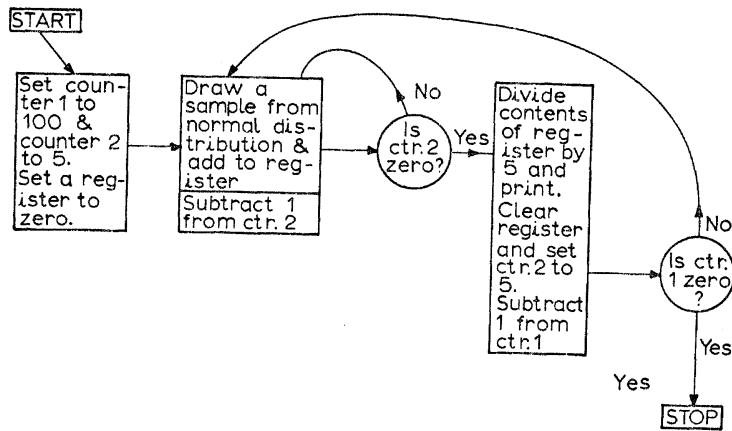 START
Set coun-
ter 1 to
100 &
counter 2
to 5.
Set a reg-
ister to
zero.
Draw a
sample from
normal dis-
tribution &
add to reg-
ister
Subtract 1
from ctr. 2
No
Is
ctr. 2
zero?
Yes
Divide
contents
of reg-
ister by
5 and
print.
Clear
register
and set
ctr. 2 to
5.
Subtract
1 from
ctr. 1
No
Is ctr.
1 zero
?
Yes
Yes
STOP